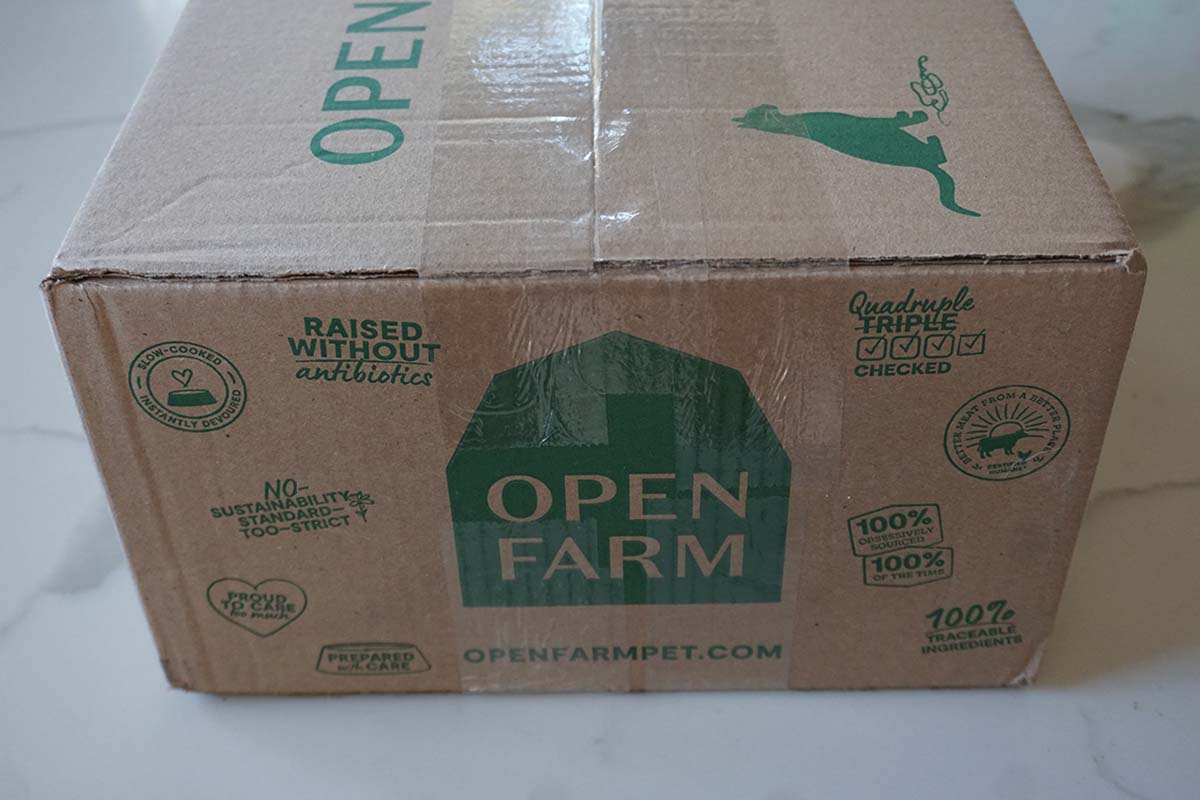 OPEN
SLOW-COOKED
INSTANTLY DEVOURED
RAISED
WITHOUT
antibiotics
NO-
SUSTAINABILITY
STANDARD-
TOO-STRICT
PROUD
TO CARE
too much
PREPARED
with CARE
OPEN
FARM
OPENFARMPET.COM
Quadruple
TRIPLE
CHECKED
BETTER MEAT FROM A BETTER PLACE
CERTIFIED
HUMANE
100%
OBSESSIVELY
SOURCED
100%
OF THE TIME
100%
TRACEABLE
INGREDIENTS